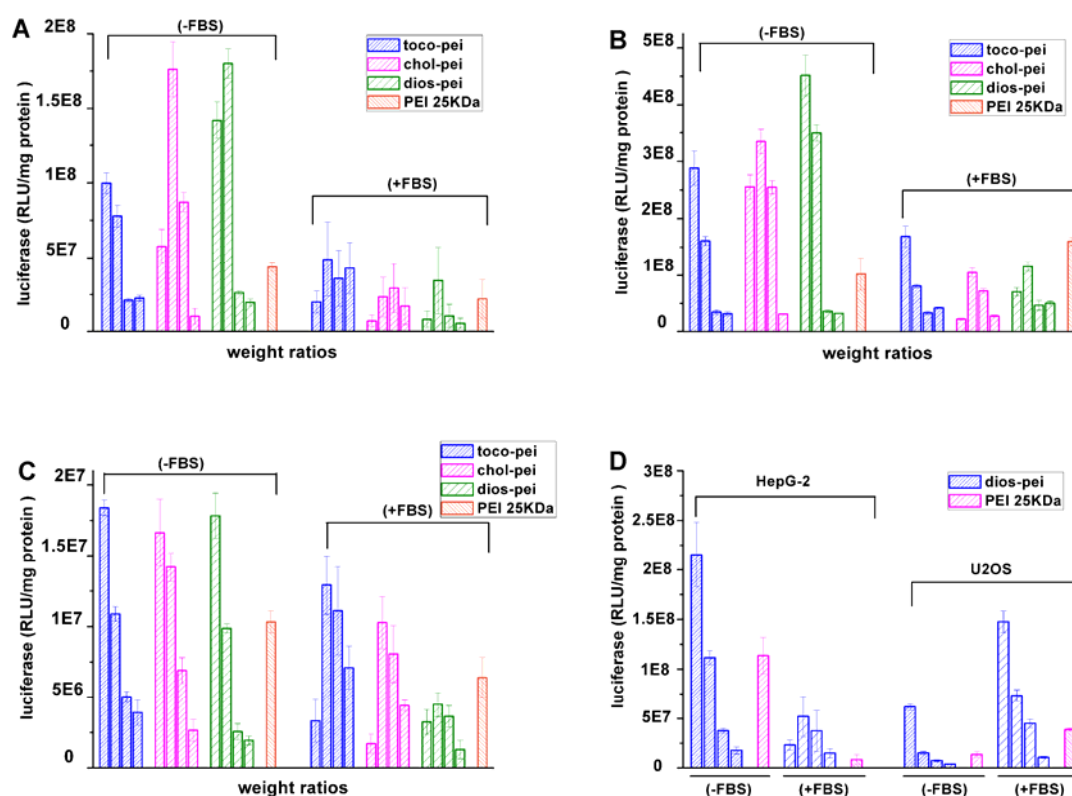 A
(-FBS)
toco-pei
chol-pei
dios-pei
PEI 25KDa
(+FBS)
2E8
1.5E8
1E8
5E7
0
luciferase (RLU/mg protein )
weight ratios
B
(-FBS)
toco-pei
chol-pei
dios-pei
PEI 25KDa
(+FBS)
5E8
4E8
3E8
2E8
1E8
0
luciferase (RLU/mg protein )
weight ratios
C
(-FBS)
toco-pei
chol-pei
dios-pei
PEI 25KDa
(+FBS)
2E7
1.5E7
1E7
5E6
0
luciferase (RLU/mg protein )
weight ratios
D
HepG-2
dios-pei
PEI 25KDa
U2OS
3E8
2.5E8
2E8
1.5E8
1E8
5E7
0
luciferase (RLU/mg protein )
(-FBS) (+FBS) (-FBS) (+FBS)